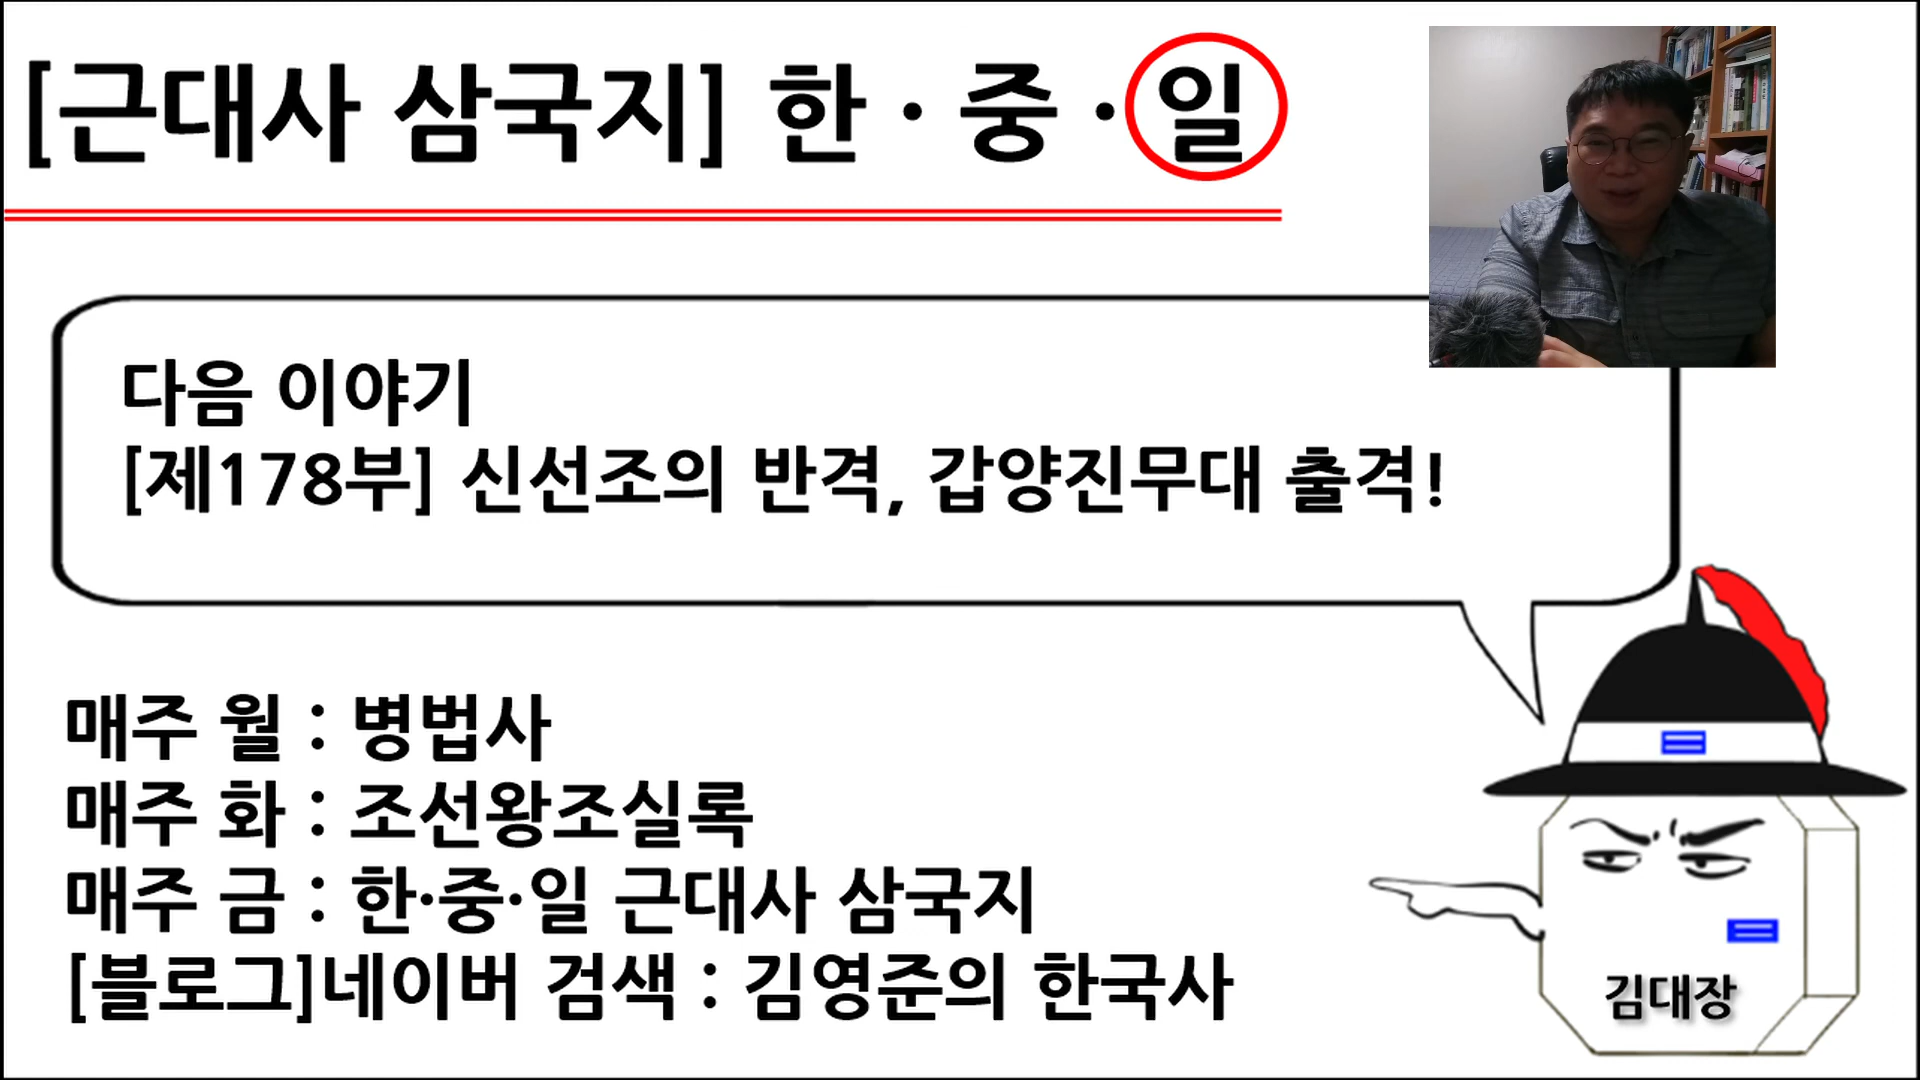 [근대사 삼국지] 한 · 중 · 일
다음 이야기
[제178부] 신선조의 반격, 갑양진무대 출격!
매주 월 : 병법사
매주 화 : 조선왕조실록
매주 금 : 한·중·일 근대사 삼국지
[블로그]네이버 검색 : 김영준의 한국사
김대장